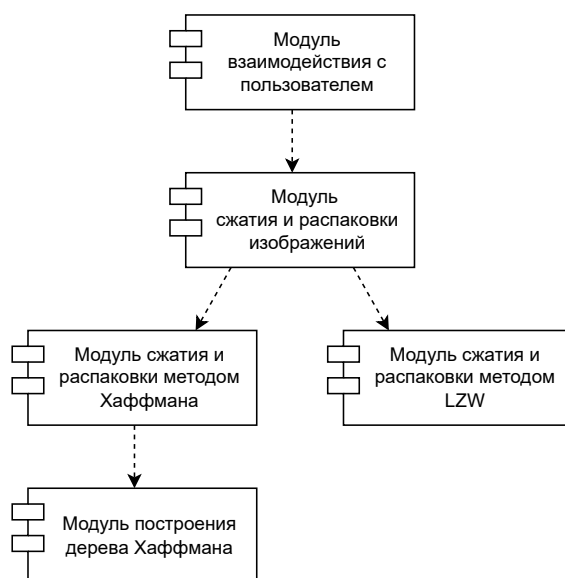 Модуль
взаимодействия с
пользователем
Модуль
сжатия и распаковки
изображений
Модуль сжатия и
распаковки методом
Хаффмана
Модуль сжатия и
распаковки методом
LZW
Модуль построения
дерева Хаффмана